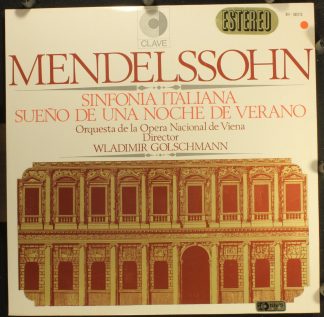 CLAVE
ESTEREO
MENDELSSOHN
SINFONIA ITALIANA
SUEÑO DE UNA NOCHE DE VERANO
Orquesta de la Opera Nacional de Viena
Director
WLADIMIR GOLSCHMANN